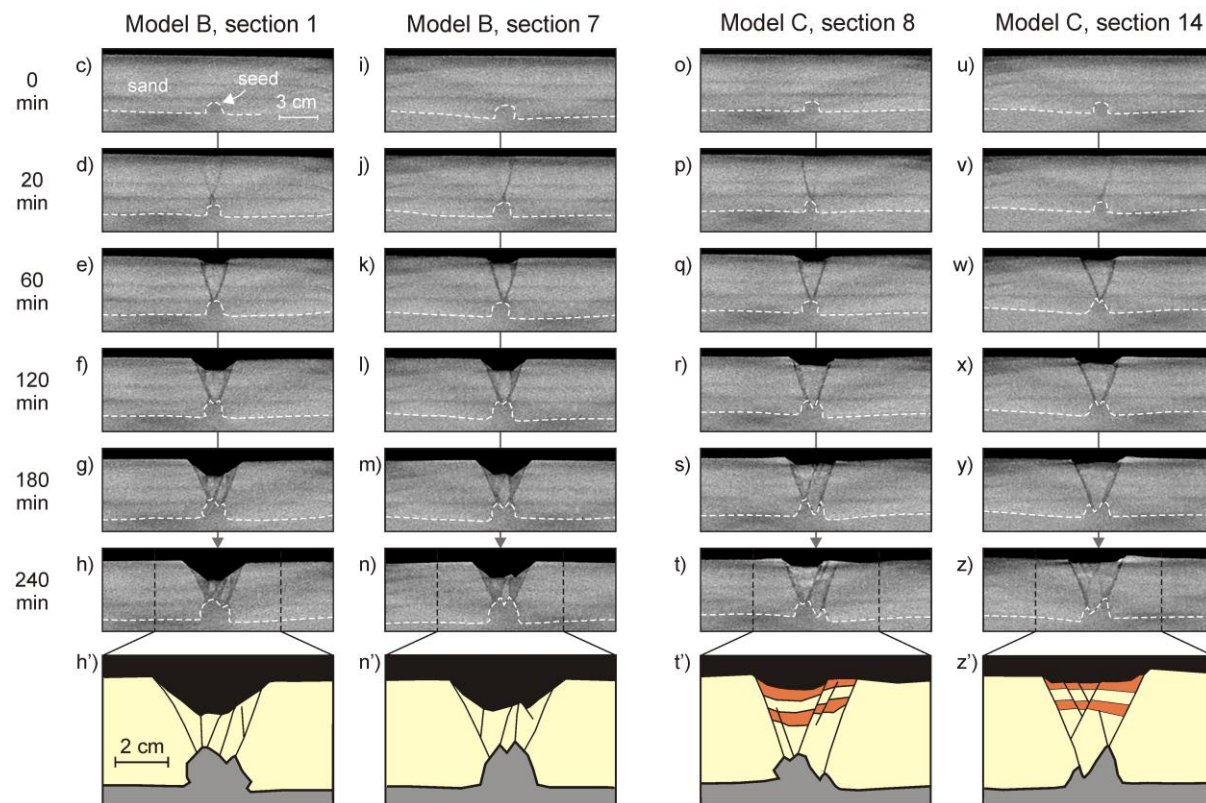 Model B, section 1 Model B, section 7 Model C, section 8 Model C, section 14
0 min c) sand seed 3 cm i) o) u)
20 min d) j) p) v)
60 min e) k) q) w)
120 min f) l) r) x)
180 min g) m) s) y)
240 min h) n) t) z)
h') 2 cm n') t') z')